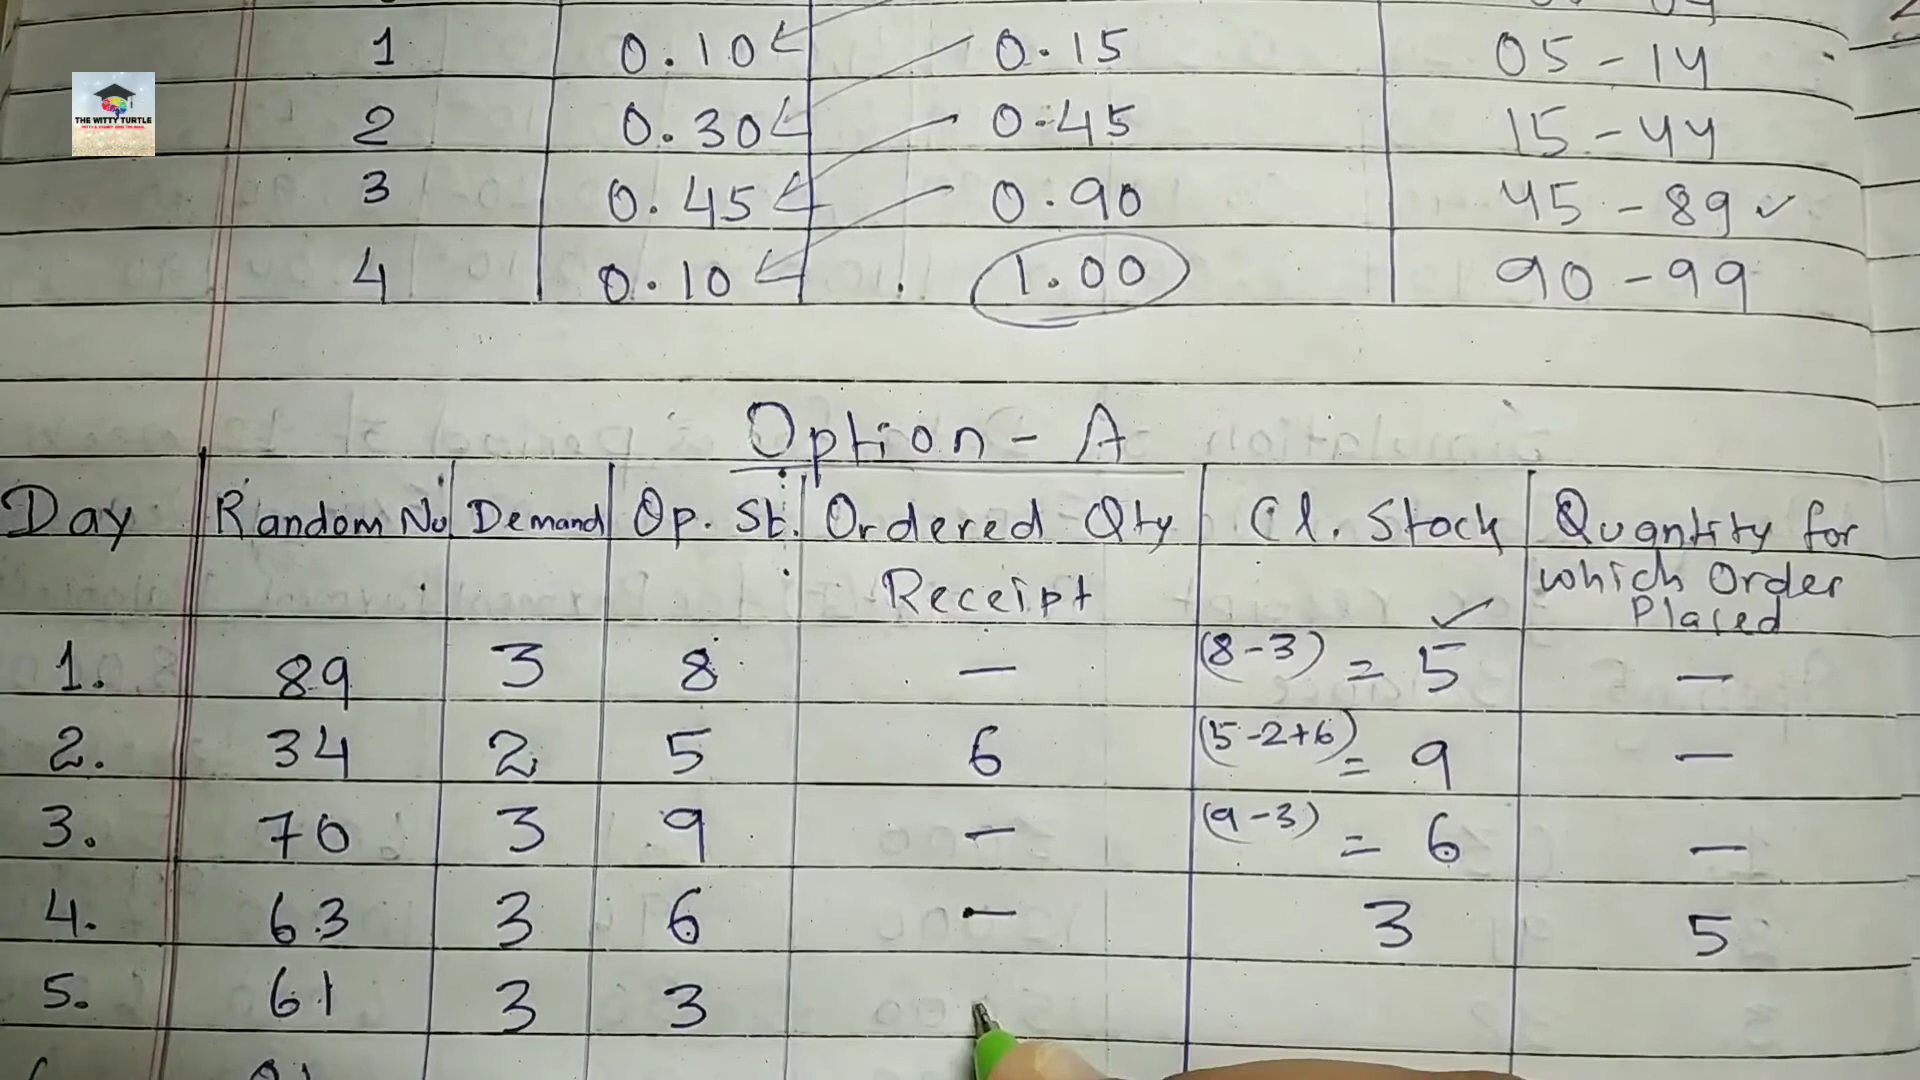 1 0.10 0.15 05-14
THE WITTY TURTLE
2 0.30 0.45 15-44
3 0.45 0.90 45-89 ✓
4 0.10 1.00 90-99
Option - A
Day Random No Demand Op. St. Ordered Qty Cl. Stock Quantity for
Receipt which Order
Placed
1. 89 3 8 — (8-3) = 5 —
2. 34 2 5 6 (5-2+6) = 9 —
3. 70 3 9 — (9-3) = 6 —
4. 63 3 6 — 3 5
5. 61 3 3